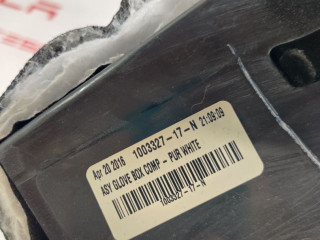 Apr 20 2016 1003327-17-N 21:09:09
ASY GLOVE BOX COMP - PUR WHITE
1003327-17-N